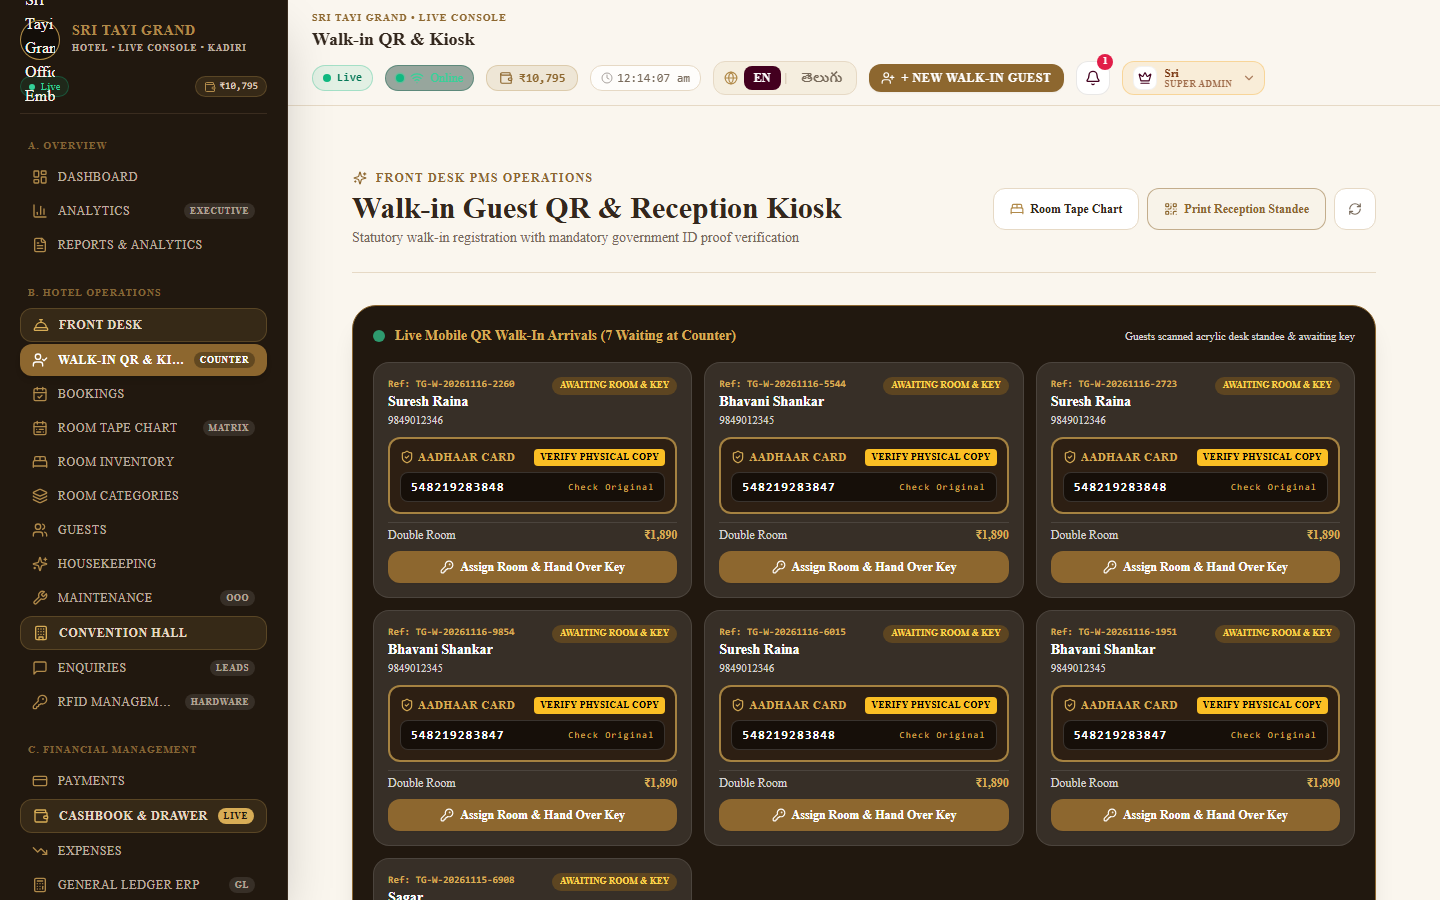 Sri
Tayi
Gran
Offic
Emb
SRI TAYI GRAND
HOTEL • LIVE CONSOLE • KADIRI
Live
₹10,795
A. OVERVIEW
DASHBOARD
ANALYTICS EXECUTIVE
REPORTS & ANALYTICS
B. HOTEL OPERATIONS
FRONT DESK
WALK-IN QR & KI... COUNTER
BOOKINGS
ROOM TAPE CHART MATRIX
ROOM INVENTORY
ROOM CATEGORIES
GUESTS
HOUSEKEEPING
MAINTENANCE OOO
CONVENTION HALL
ENQUIRIES LEADS
RFID MANAGEM... HARDWARE
C. FINANCIAL MANAGEMENT
PAYMENTS
CASHBOOK & DRAWER LIVE
EXPENSES
GENERAL LEDGER ERP GL
SRI TAYI GRAND • LIVE CONSOLE
Walk-in QR & Kiosk
Live
₹10,795
12:14:07 am
EN | తెలుగు
+ NEW WALK-IN GUEST
1
Sri
SUPER ADMIN
FRONT DESK PMS OPERATIONS
Walk-in Guest QR & Reception Kiosk
Statutory walk-in registration with mandatory government ID proof verification
Room Tape Chart
Print Reception Standee
Live Mobile QR Walk-In Arrivals (7 Waiting at Counter)
Guests scanned acrylic desk standee & awaiting key
Ref: TG-W-20261116-2260 AWAITING ROOM & KEY
Suresh Raina
9849012346
AADHAAR CARD VERIFY PHYSICAL COPY
548219283848 Check Original
Double Room ₹1,890
Assign Room & Hand Over Key
Ref: TG-W-20261116-5544 AWAITING ROOM & KEY
Bhavani Shankar
9849012345
AADHAAR CARD VERIFY PHYSICAL COPY
548219283847 Check Original
Double Room ₹1,890
Assign Room & Hand Over Key
Ref: TG-W-20261116-2723 AWAITING ROOM & KEY
Suresh Raina
9849012346
AADHAAR CARD VERIFY PHYSICAL COPY
548219283848 Check Original
Double Room ₹1,890
Assign Room & Hand Over Key
Ref: TG-W-20261116-9854 AWAITING ROOM & KEY
Bhavani Shankar
9849012345
AADHAAR CARD VERIFY PHYSICAL COPY
548219283847 Check Original
Double Room ₹1,890
Assign Room & Hand Over Key
Ref: TG-W-20261116-6015 AWAITING ROOM & KEY
Suresh Raina
9849012346
AADHAAR CARD VERIFY PHYSICAL COPY
548219283848 Check Original
Double Room ₹1,890
Assign Room & Hand Over Key
Ref: TG-W-20261116-1951 AWAITING ROOM & KEY
Bhavani Shankar
9849012345
AADHAAR CARD VERIFY PHYSICAL COPY
548219283847 Check Original
Double Room ₹1,890
Assign Room & Hand Over Key
Ref: TG-W-20261115-6908 AWAITING ROOM & KEY
Sagar